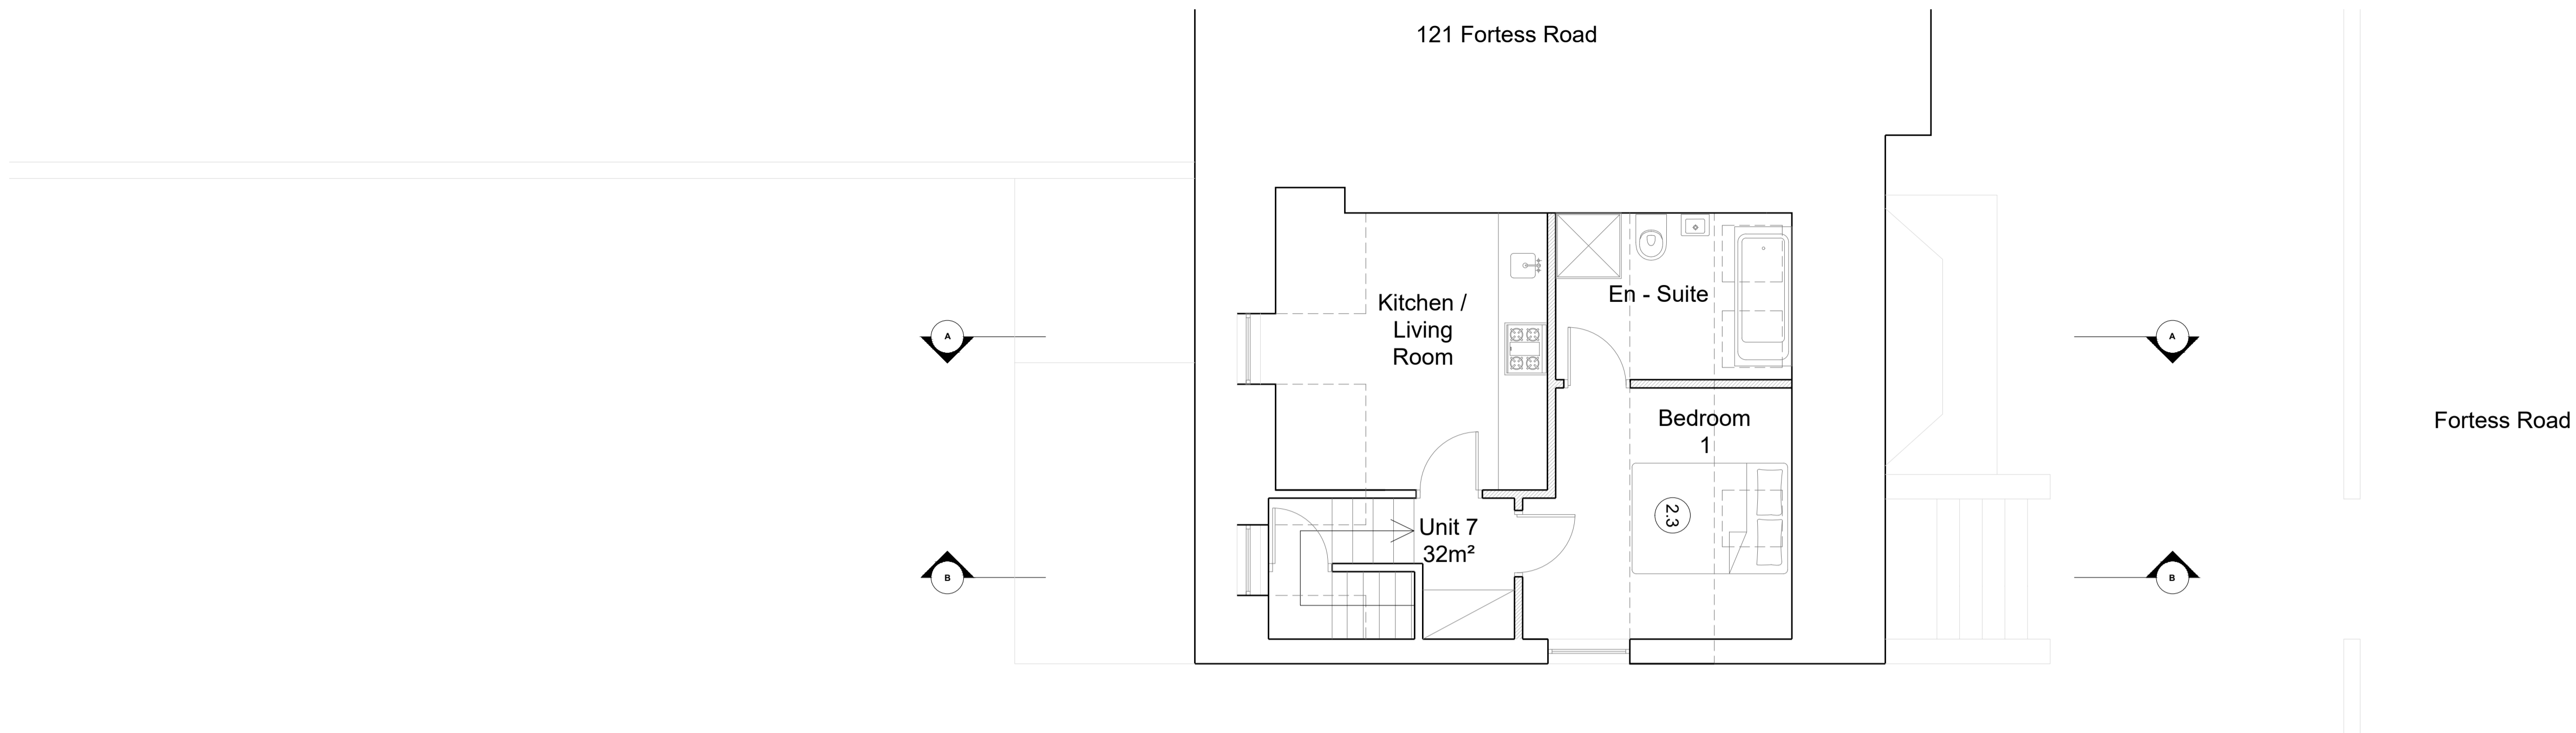 121 Fortess Road
Kitchen /
Living
Room
En - Suite
A
A
Bedroom
1
Fortess Road
2.3
Unit 7
32m²
B
B